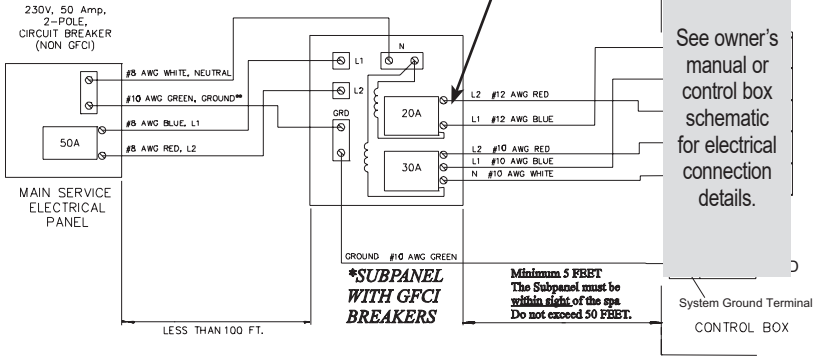 230V, 50 Amp,
2-POLE,
CIRCUIT BREAKER
(NON GFCI)
#8 AWG WHITE, NEUTRAL
#10 AWG GREEN, GROUND**
#8 AWG BLUE, L1
#8 AWG RED, L2
50A
MAIN SERVICE
ELECTRICAL
PANEL
LESS THAN 100 FT.
N
L1
L2
GRD
20A
30A
L2 #12 AWG RED
L1 #12 AWG BLUE
L2 #10 AWG RED
L1 #10 AWG BLUE
N #10 AWG WHITE
GROUND #10 AWG GREEN
*SUBPANEL
WITH GFCI
BREAKERS
Minimum 5 FEET
The Subpanel must be
within sight of the spa
Do not exceed 50 FEET.
See owner's
manual or
control box
schematic
for electrical
connection
details.
D
System Ground Terminal
CONTROL BOX